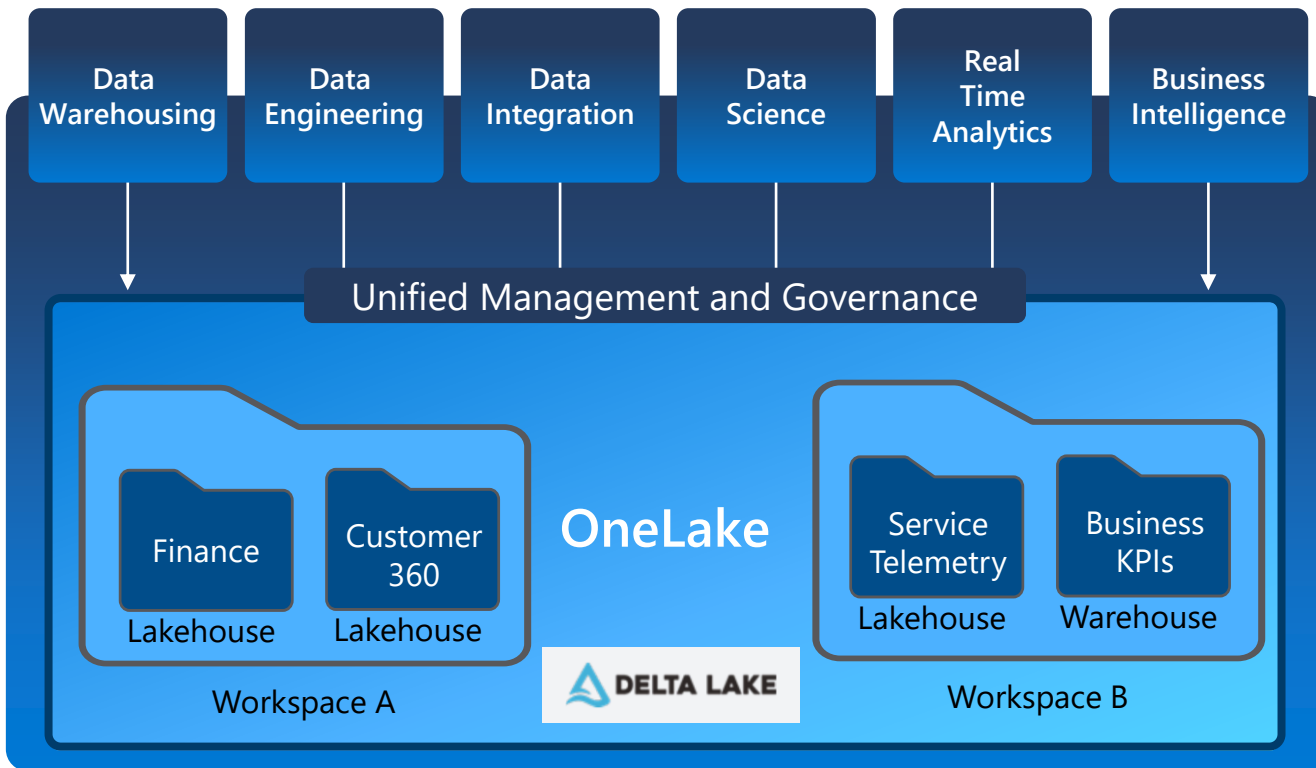 Data
Warehousing
Data
Engineering
Data
Integration
Data
Science
Real
Time
Analytics
Business
Intelligence
Unified Management and Governance
Finance
Lakehouse
Customer
360
Lakehouse
Workspace A
OneLake
DELTA LAKE
Service
Telemetry
Lakehouse
Business
KPIs
Warehouse
Workspace B